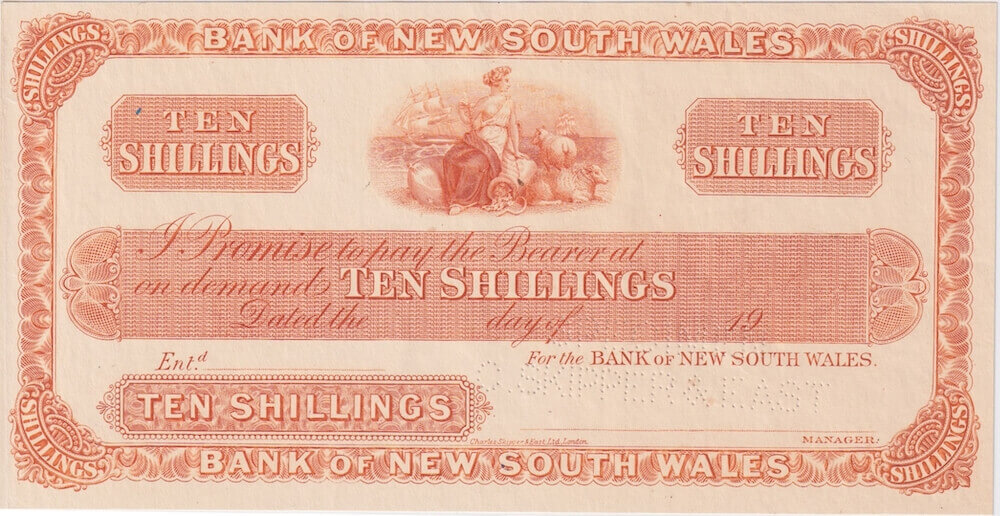 BANK OF NEW SOUTH WALES
SHILLINGS
SHILLINGS
TEN
SHILLINGS
TEN
SHILLINGS
I Promise to pay the Bearer at
on demand TEN SHILLINGS
Dated the day of 19
Ent.d
For the BANK OF NEW SOUTH WALES.
C SKIPPER & EAST
TEN SHILLINGS
Charles Skipper & East Ltd, London.
MANAGER.
SHILLINGS
SHILLINGS
BANK OF NEW SOUTH WALES